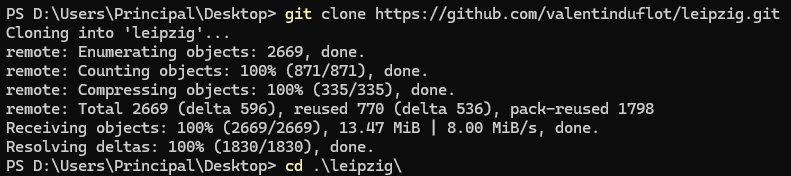 PS D:\Users\Principal\Desktop> git clone https://github.com/valentinduflot/leipzig.git
Cloning into 'leipzig'...
remote: Enumerating objects: 2669, done.
remote: Counting objects: 100% (871/871), done.
remote: Compressing objects: 100% (335/335), done.
remote: Total 2669 (delta 596), reused 770 (delta 536), pack-reused 1798
Receiving objects: 100% (2669/2669), 13.47 MiB | 8.00 MiB/s, done.
Resolving deltas: 100% (1830/1830), done.
PS D:\Users\Principal\Desktop> cd .\leipzig\